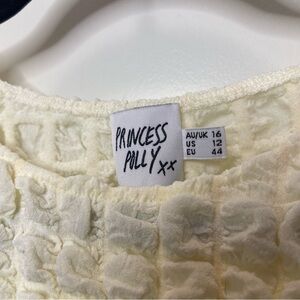 PRINCESS
POLLY xx
AU/UK 16
US 12
EU 44